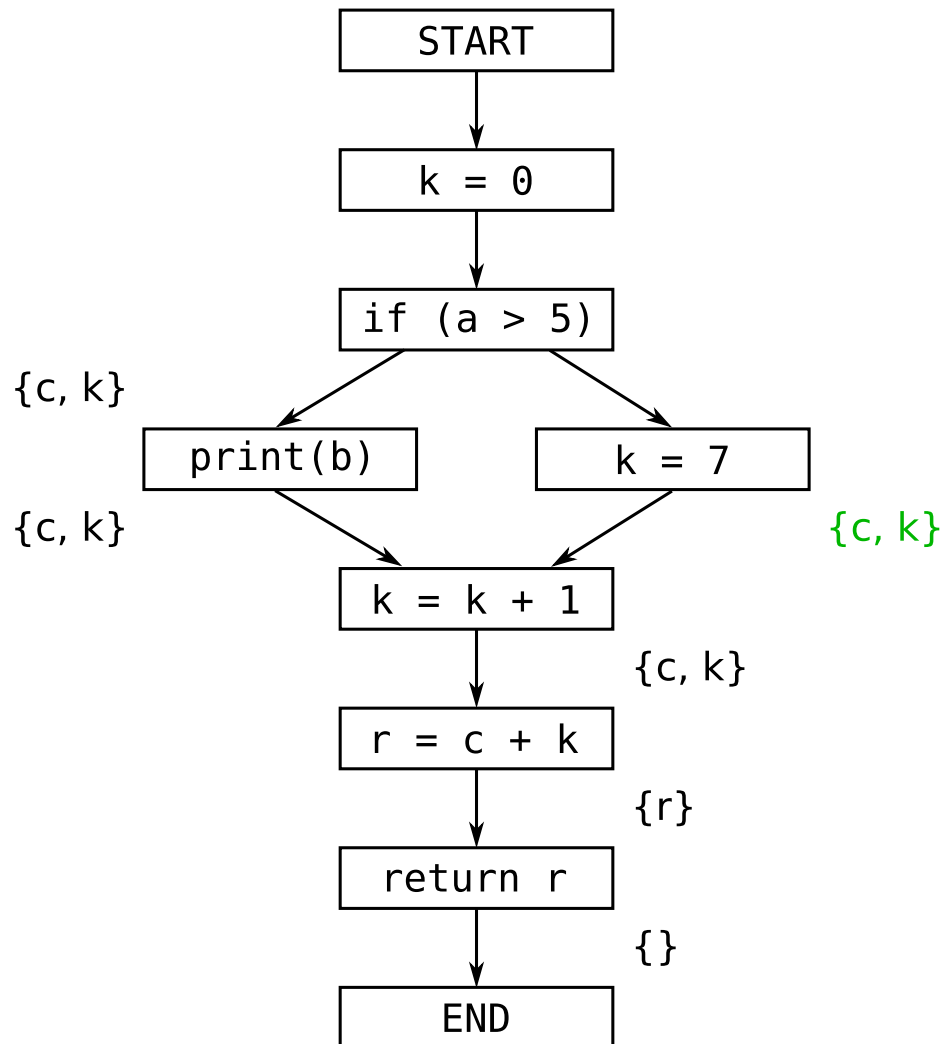 START
k = 0
if (a > 5)
{c, k}
print(b)
k = 7
{c, k}
{c, k}
k = k + 1
{c, k}
r = c + k
{r}
return r
{}
END